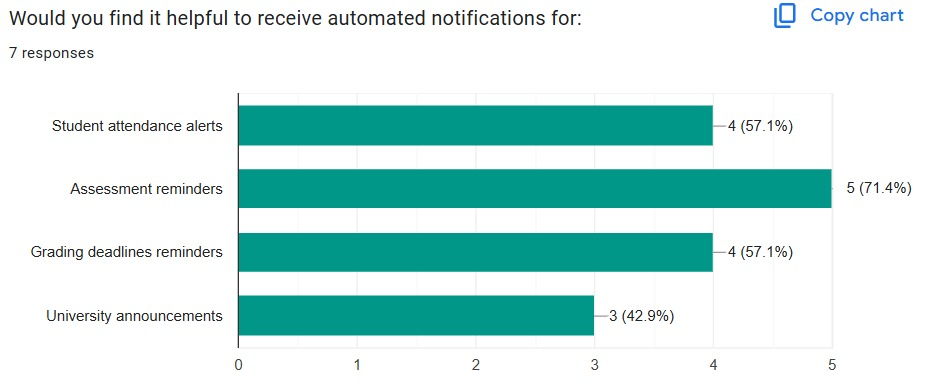 Would you find it helpful to receive automated notifications for:
Copy chart
7 responses
Student attendance alerts
4 (57.1%)
Assessment reminders
5 (71.4%)
Grading deadlines reminders
4 (57.1%)
University announcements
3 (42.9%)
0 1 2 3 4 5